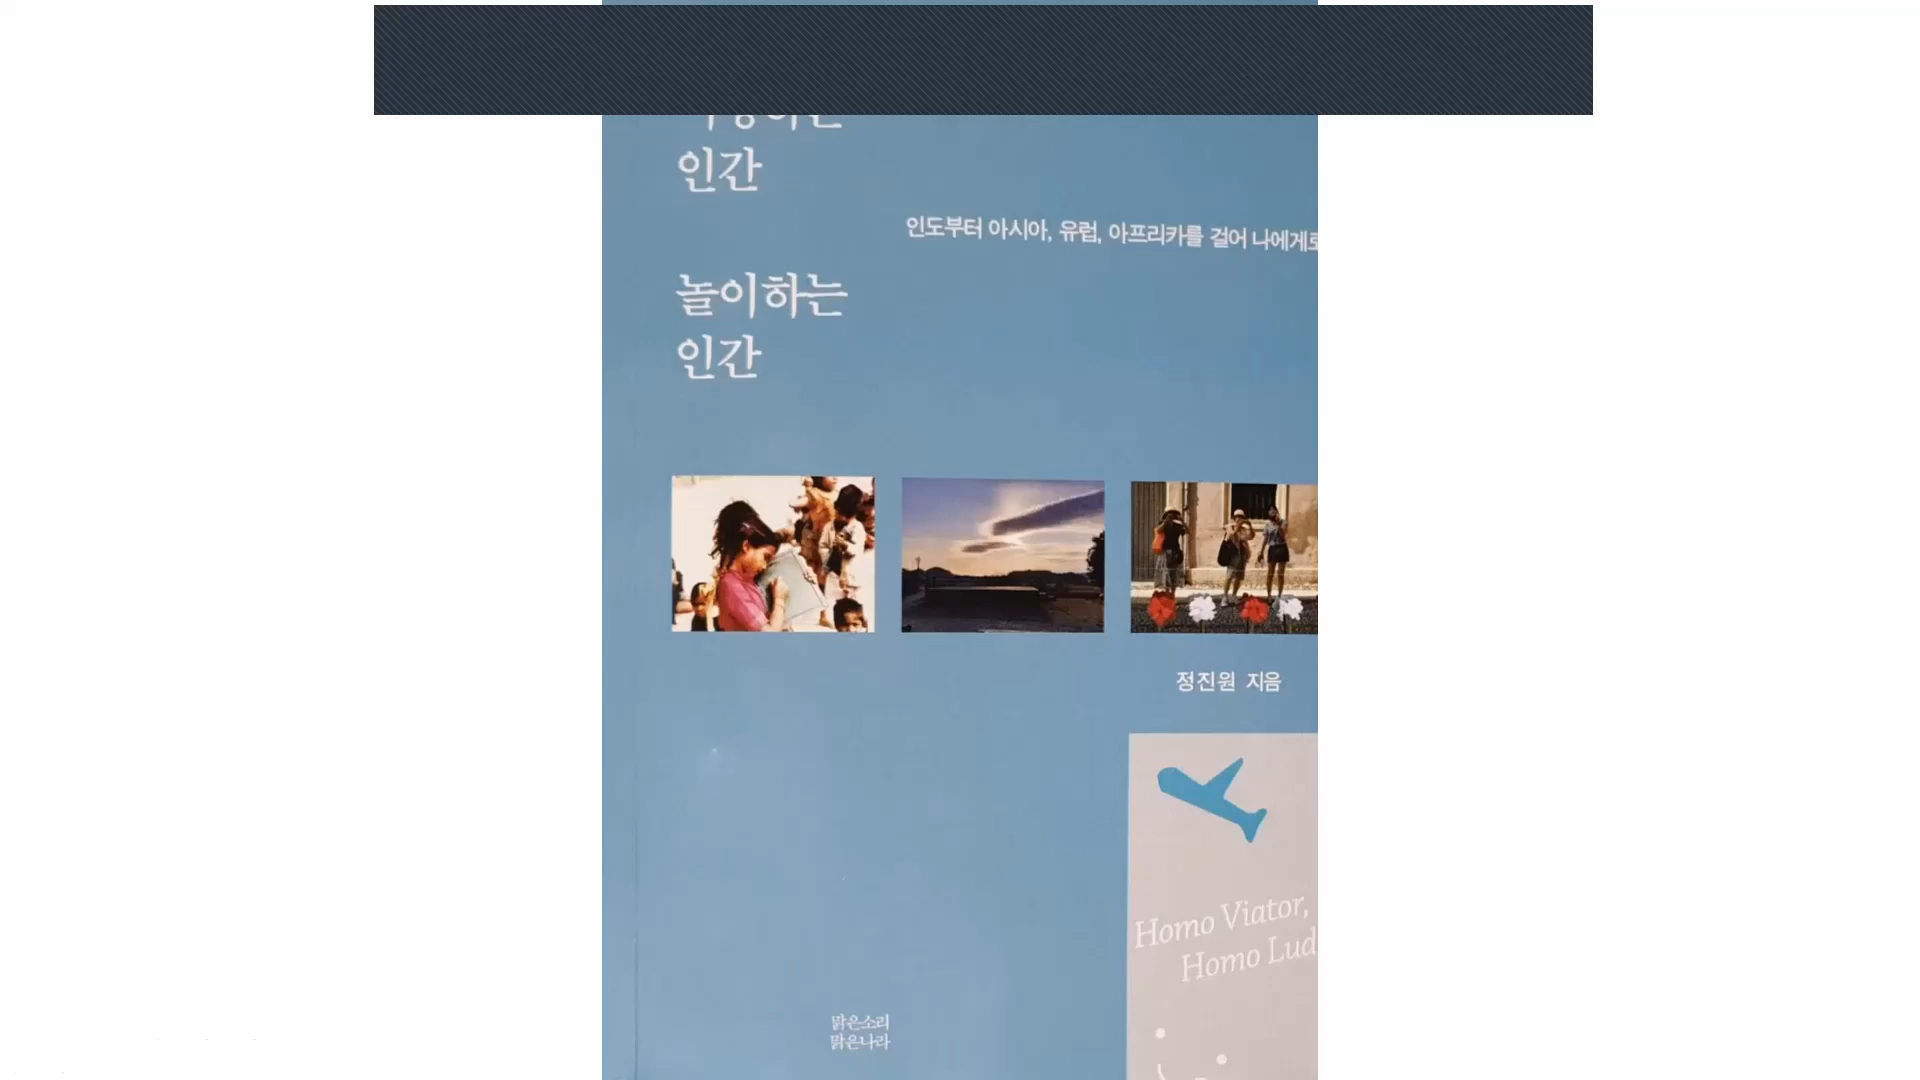 인간
인도부터 아시아, 유럽, 아프리카를 걸어 나에게로
놀이하는
인간
정진원 지음
Homo Viator,
Homo Lud
맑은소리
맑은나라